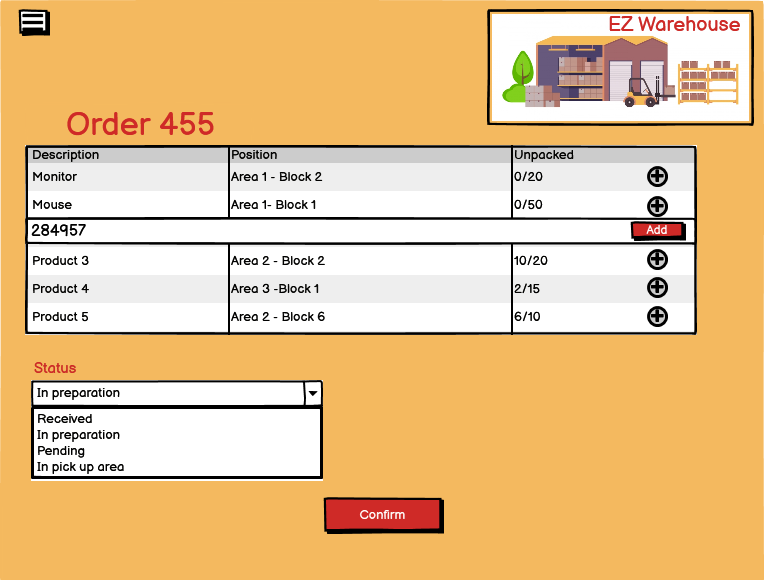 EZ Warehouse
Order 455
Description Position Unpacked
Monitor Area 1 - Block 2 0/20
Mouse Area 1- Block 1 0/50
284957 Add
Product 3 Area 2 - Block 2 10/20
Product 4 Area 3 -Block 1 2/15
Product 5 Area 2 - Block 6 6/10
Status
In preparation
Received
In preparation
Pending
In pick up area
Confirm